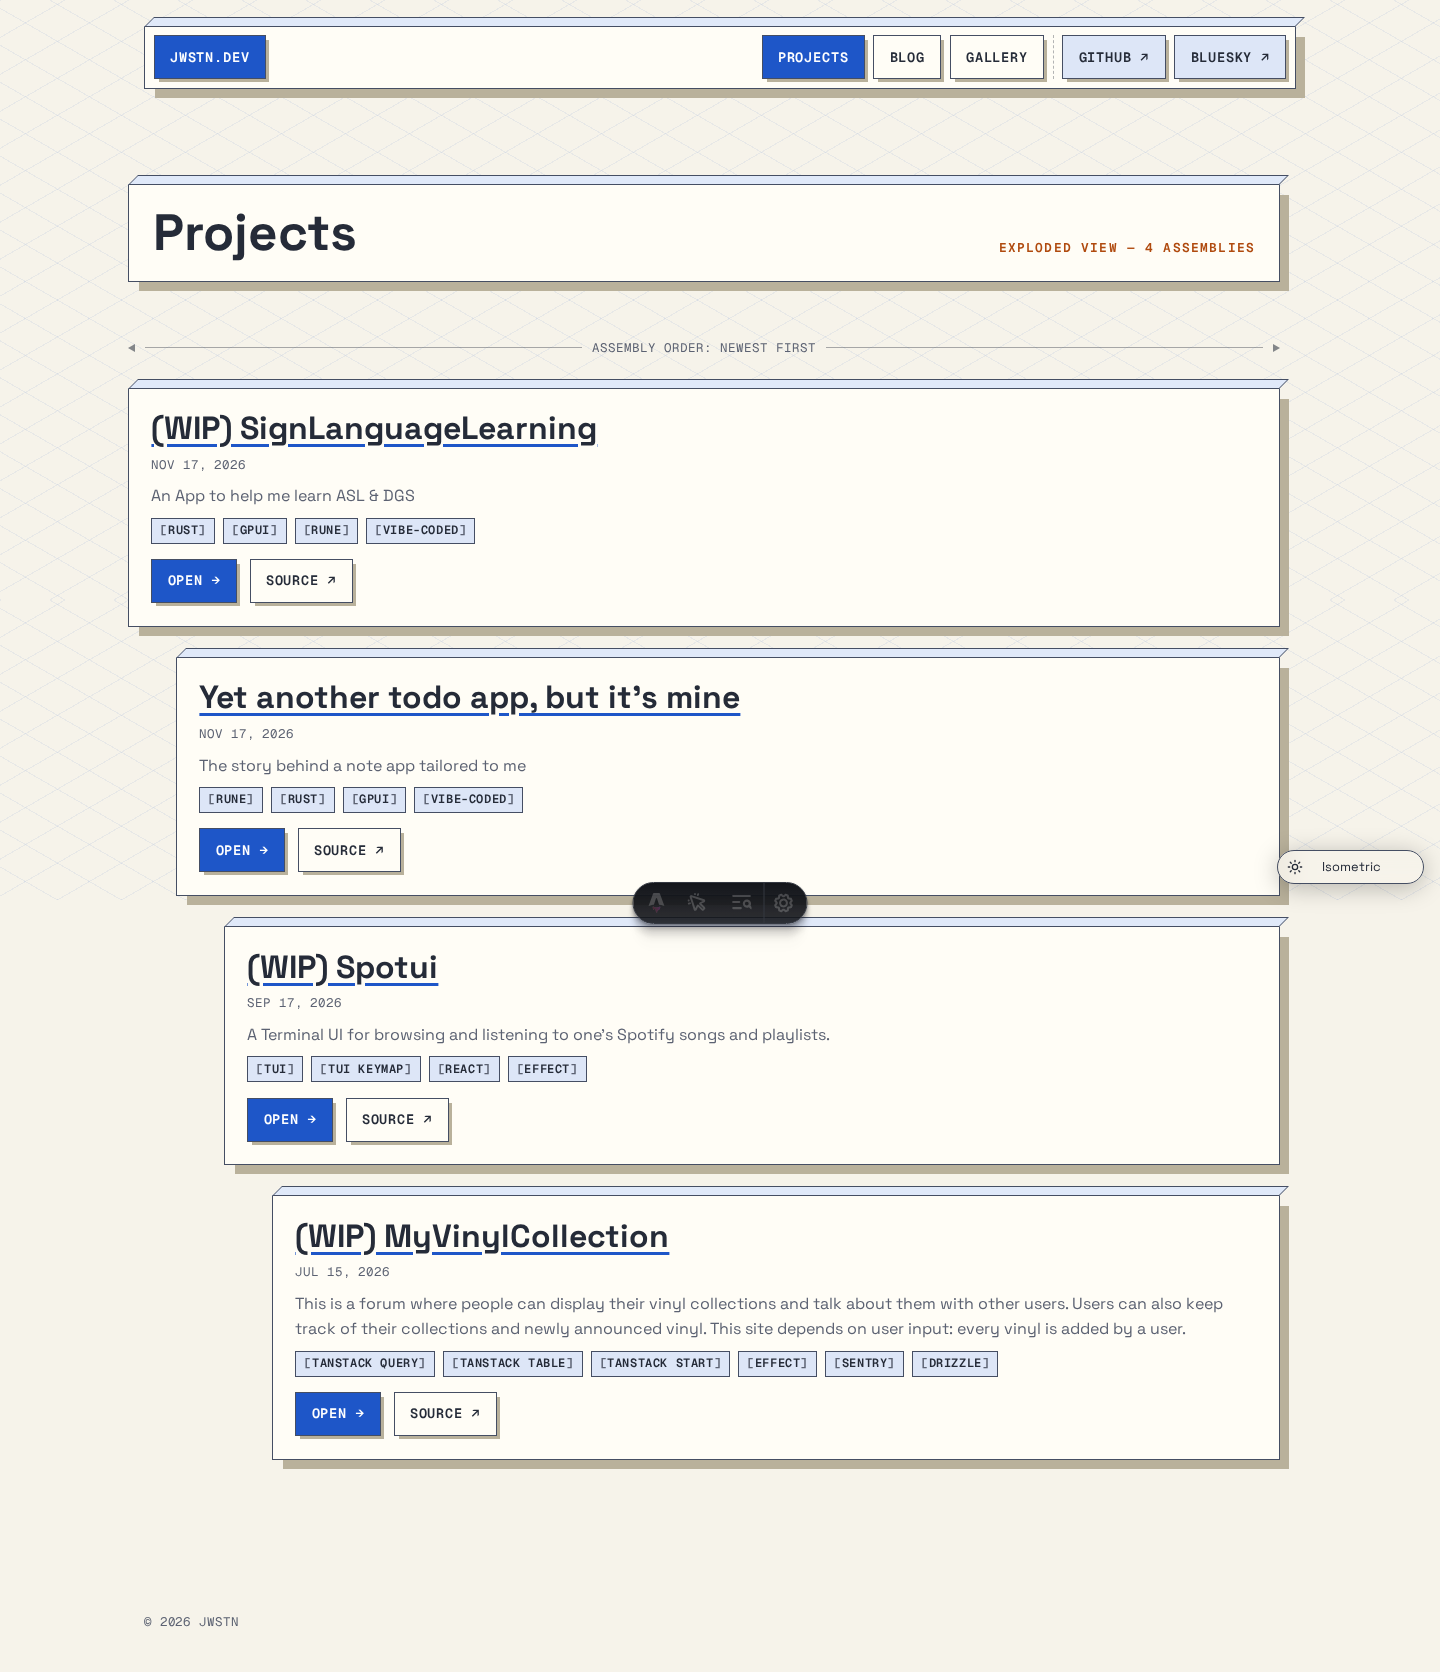 JWSTN.DEV
PROJECTS
BLOG
GALLERY
GITHUB ↗
BLUESKY ↗
Projects
EXPLODED VIEW — 4 ASSEMBLIES
ASSEMBLY ORDER: NEWEST FIRST
(WIP) SignLanguageLearning
NOV 17, 2026
An App to help me learn ASL & DGS
[RUST] [GPUI] [RUNE] [VIBE-CODED]
OPEN → SOURCE ↗
Yet another todo app, but it’s mine
NOV 17, 2026
The story behind a note app tailored to me
[RUNE] [RUST] [GPUI] [VIBE-CODED]
OPEN → SOURCE ↗
Isometric
(WIP) Spotui
SEP 17, 2026
A Terminal UI for browsing and listening to one’s Spotify songs and playlists.
[TUI] [TUI KEYMAP] [REACT] [EFFECT]
OPEN → SOURCE ↗
(WIP) MyVinylCollection
JUL 15, 2026
This is a forum where people can display their vinyl collections and talk about them with other users. Users can also keep
track of their collections and newly announced vinyl. This site depends on user input: every vinyl is added by a user.
[TANSTACK QUERY] [TANSTACK TABLE] [TANSTACK START] [EFFECT] [SENTRY] [DRIZZLE]
OPEN → SOURCE ↗
© 2026 JWSTN